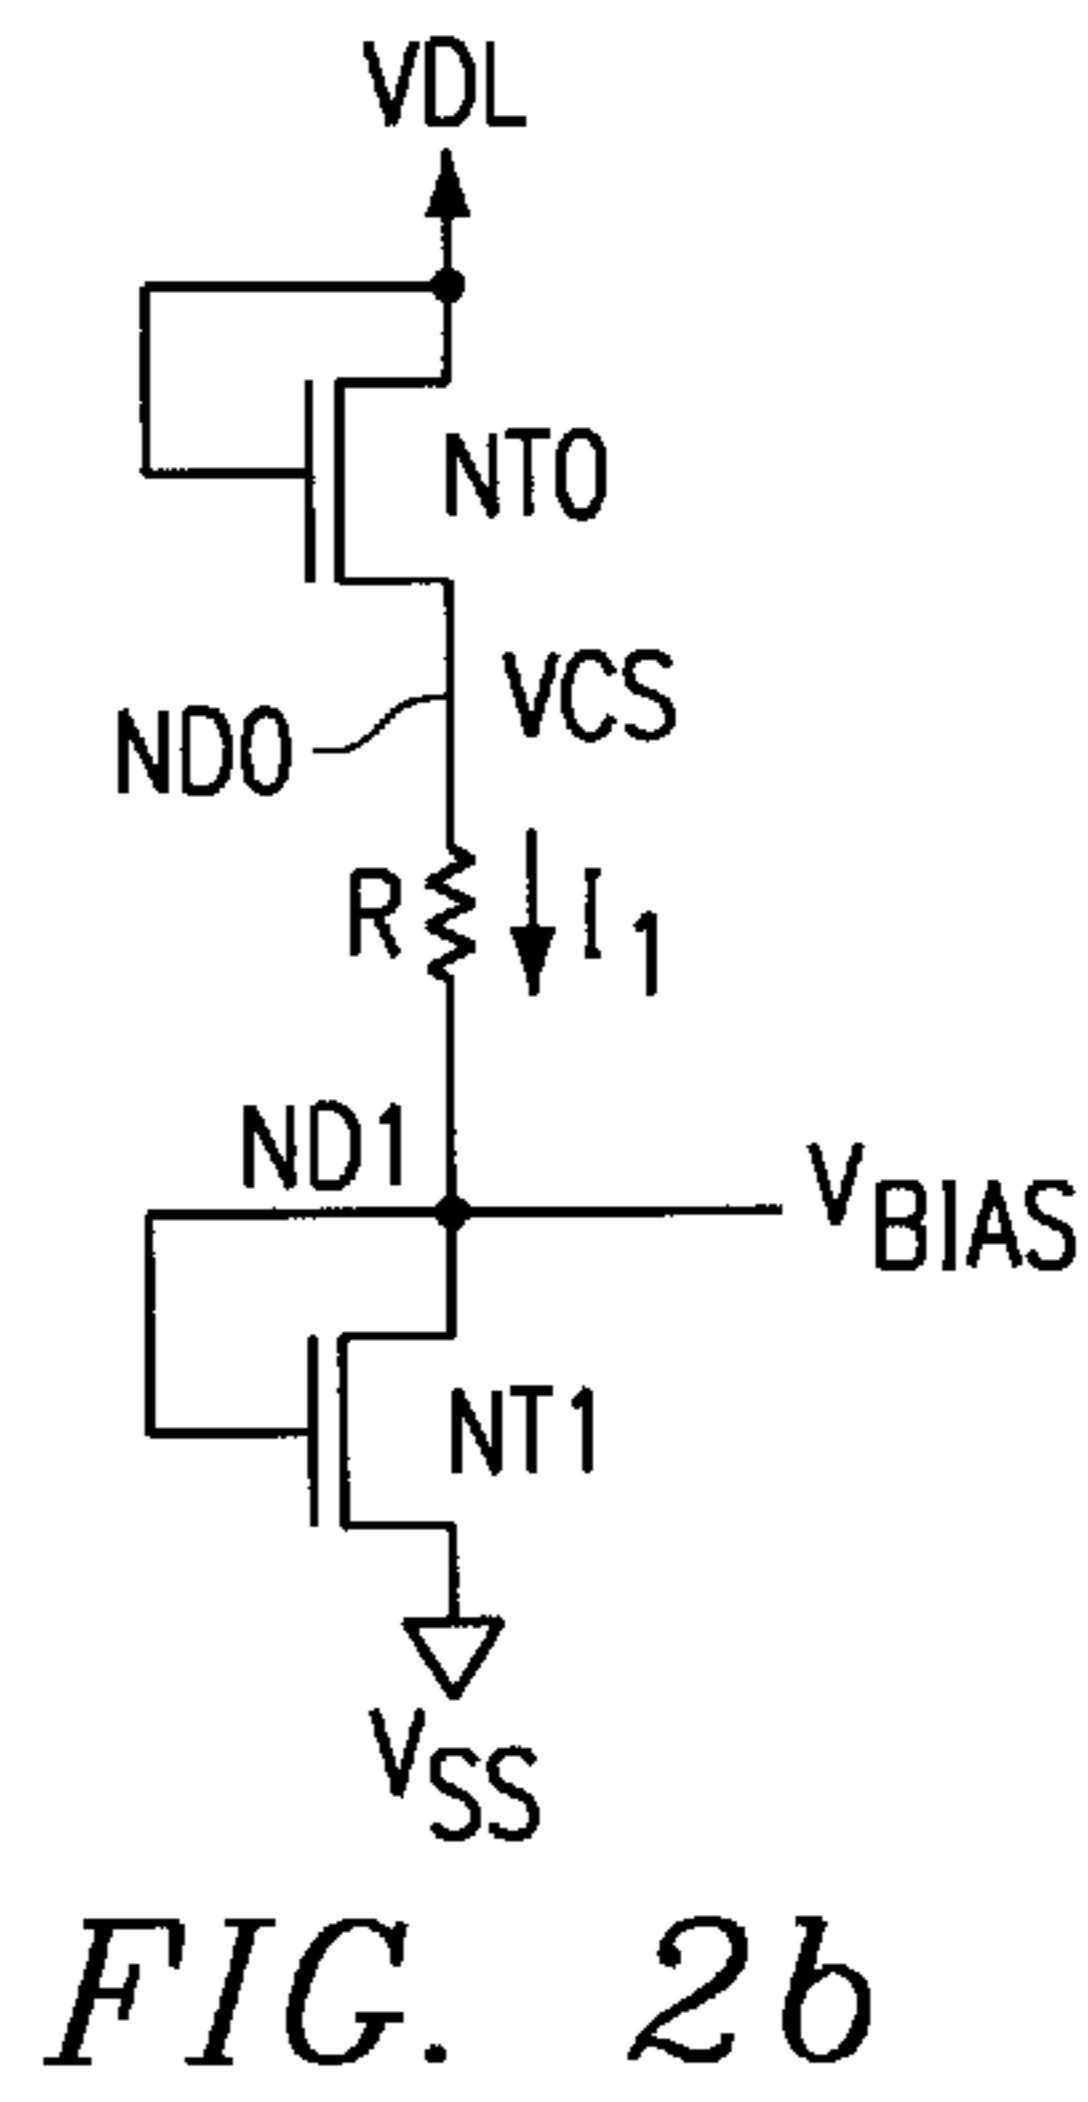 VDL
NT0
VCS
ND0
R
I1
ND1
VBIAS
NT1
VSS
FIG. 2b